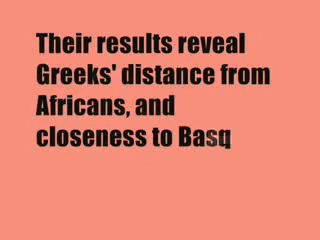 Their results reveal
Greeks' distance from
Africans, and
closeness to Basq